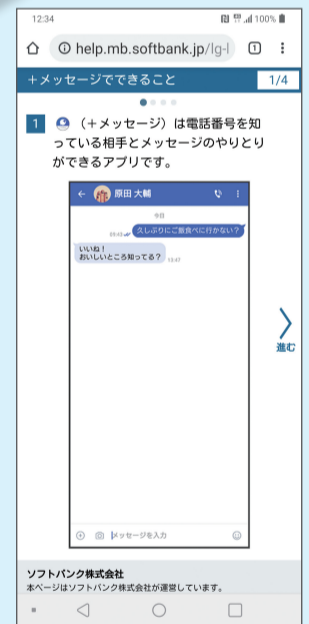 12:34
100%
help.mb.softbank.jp/lg-l
1
+メッセージでできること
1/4
1 (+メッセージ)は電話番号を知
っている相手とメッセージのやりとり
ができるアプリです。
原田 大輔
今日
09:43 久しぶりにご飯食べに行かない?
いいね!
おいしいところ知ってる? 13:47
進む
メッセージを入力
ソフトバンク株式会社
本ページはソフトバンク株式会社が運営しています。